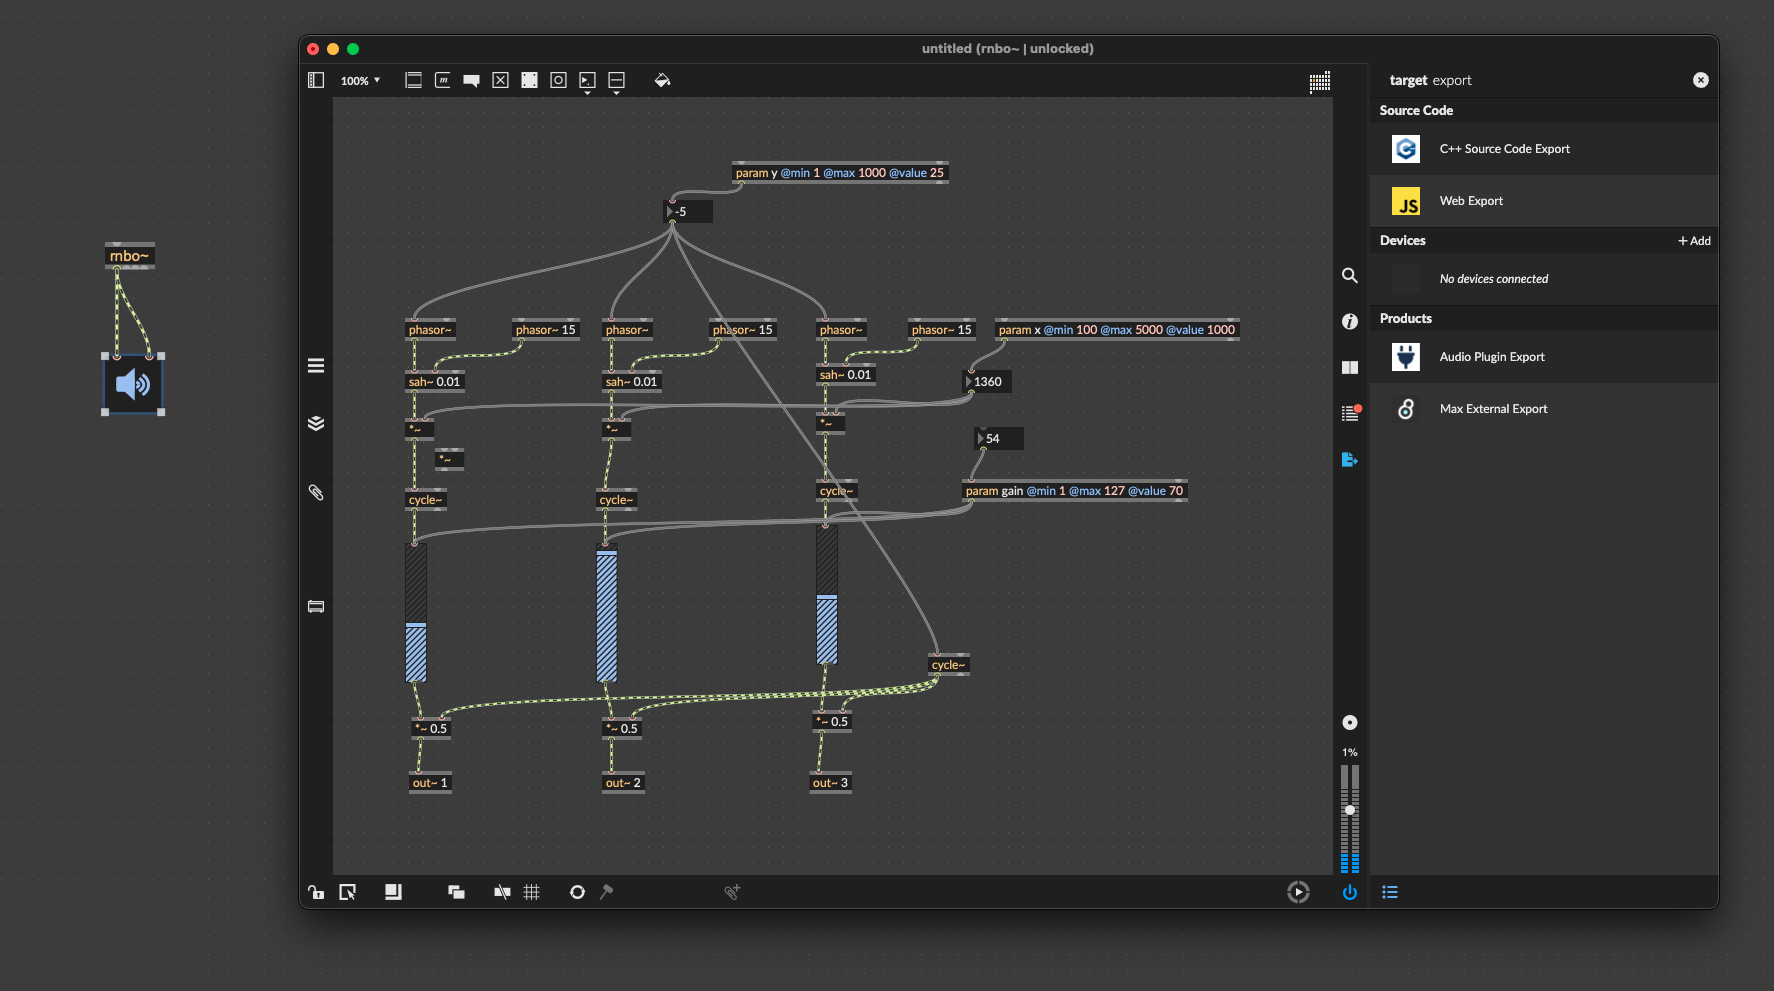 untitled (rnbo~ | unlocked)
100%
m
target export
Source Code
C++ Source Code Export
JS Web Export
Devices + Add
No devices connected
Products
Audio Plugin Export
Max External Export
rnbo~
param y @min 1 @max 1000 @value 25
-5
phasor~ phasor~ 15 phasor~ phasor~ 15 phasor~ phasor~ 15 param x @min 100 @max 5000 @value 1000
sah~ 0.01 sah~ 0.01 sah~ 0.01 1360
*~ *~ *~
54
*~
cycle~ cycle~ cycle~ param gain @min 1 @max 127 @value 70
cycle~
*~ 0.5 *~ 0.5 *~ 0.5
out~ 1 out~ 2 out~ 3
1%